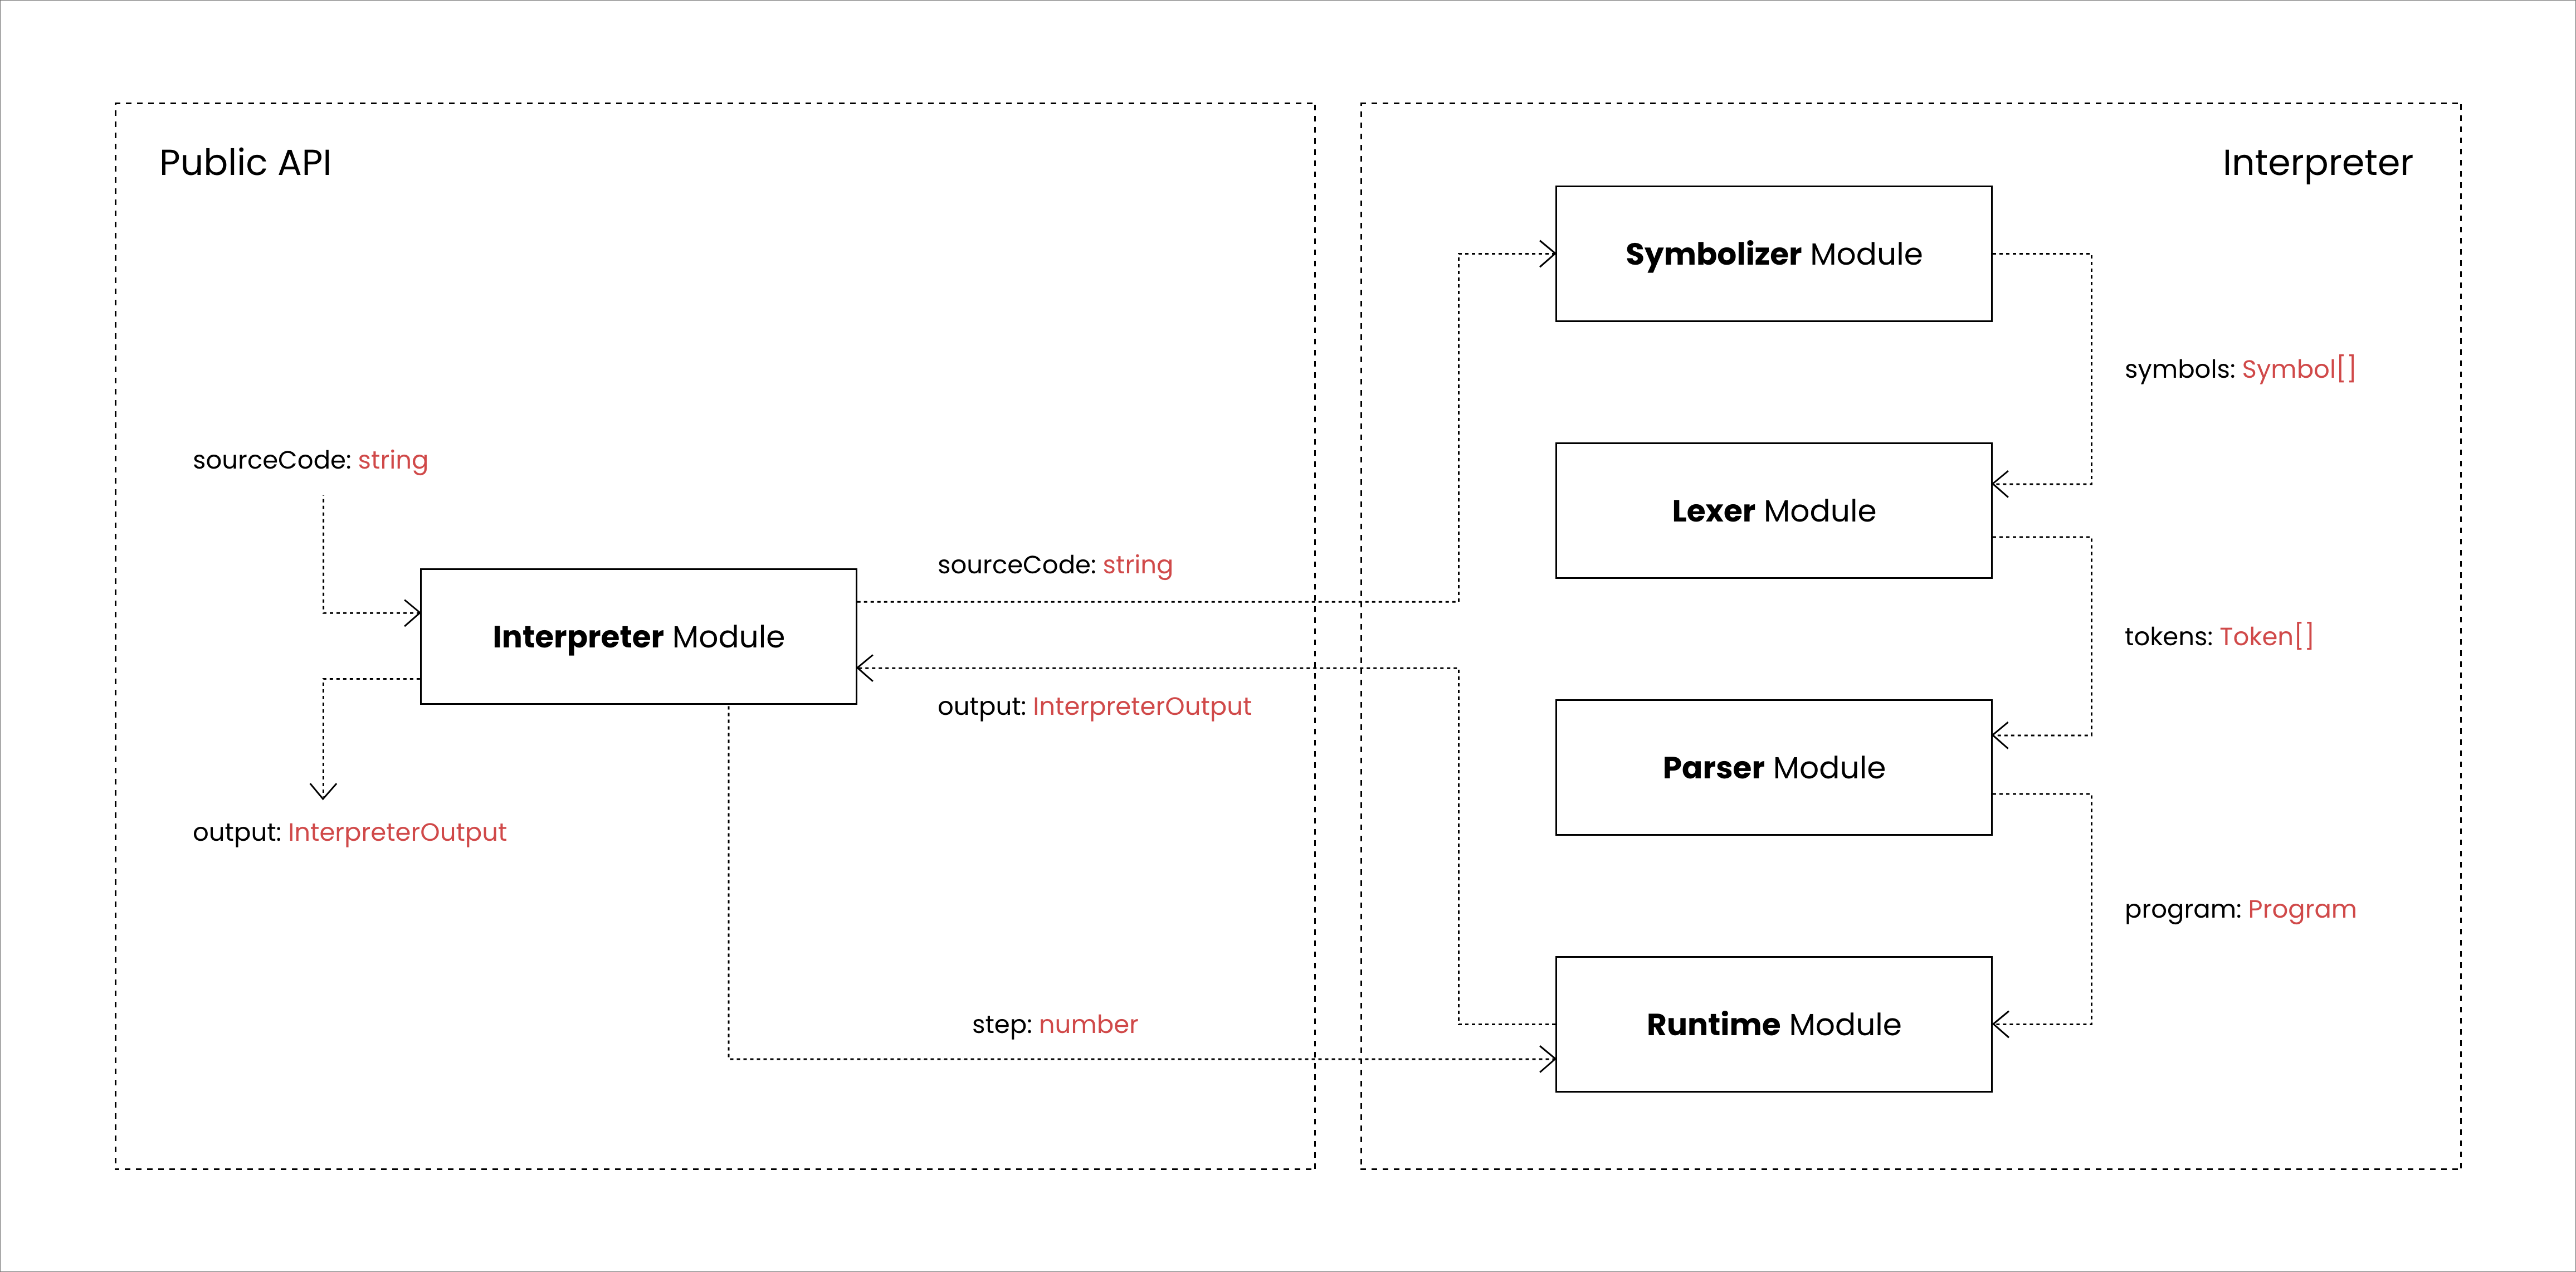 Public API
Interpreter
Symbolizer Module
symbols: Symbol[]
sourceCode: string
Lexer Module
sourceCode: string
Interpreter Module
tokens: Token[]
output: InterpreterOutput
Parser Module
output: InterpreterOutput
program: Program
step: number
Runtime Module